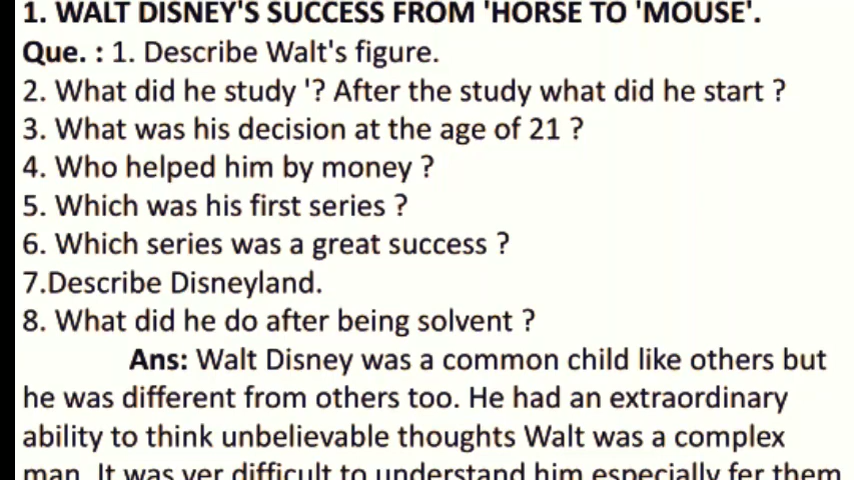 1. WALT DISNEY'S SUCCESS FROM 'HORSE TO 'MOUSE'.
Que. : 1. Describe Walt's figure.
2. What did he study '? After the study what did he start ?
3. What was his decision at the age of 21 ?
4. Who helped him by money ?
5. Which was his first series ?
6. Which series was a great success ?
7.Describe Disneyland.
8. What did he do after being solvent ?
Ans: Walt Disney was a common child like others but
he was different from others too. He had an extraordinary
ability to think unbelievable thoughts Walt was a complex
man. It was ver difficult to understand him especially fer them